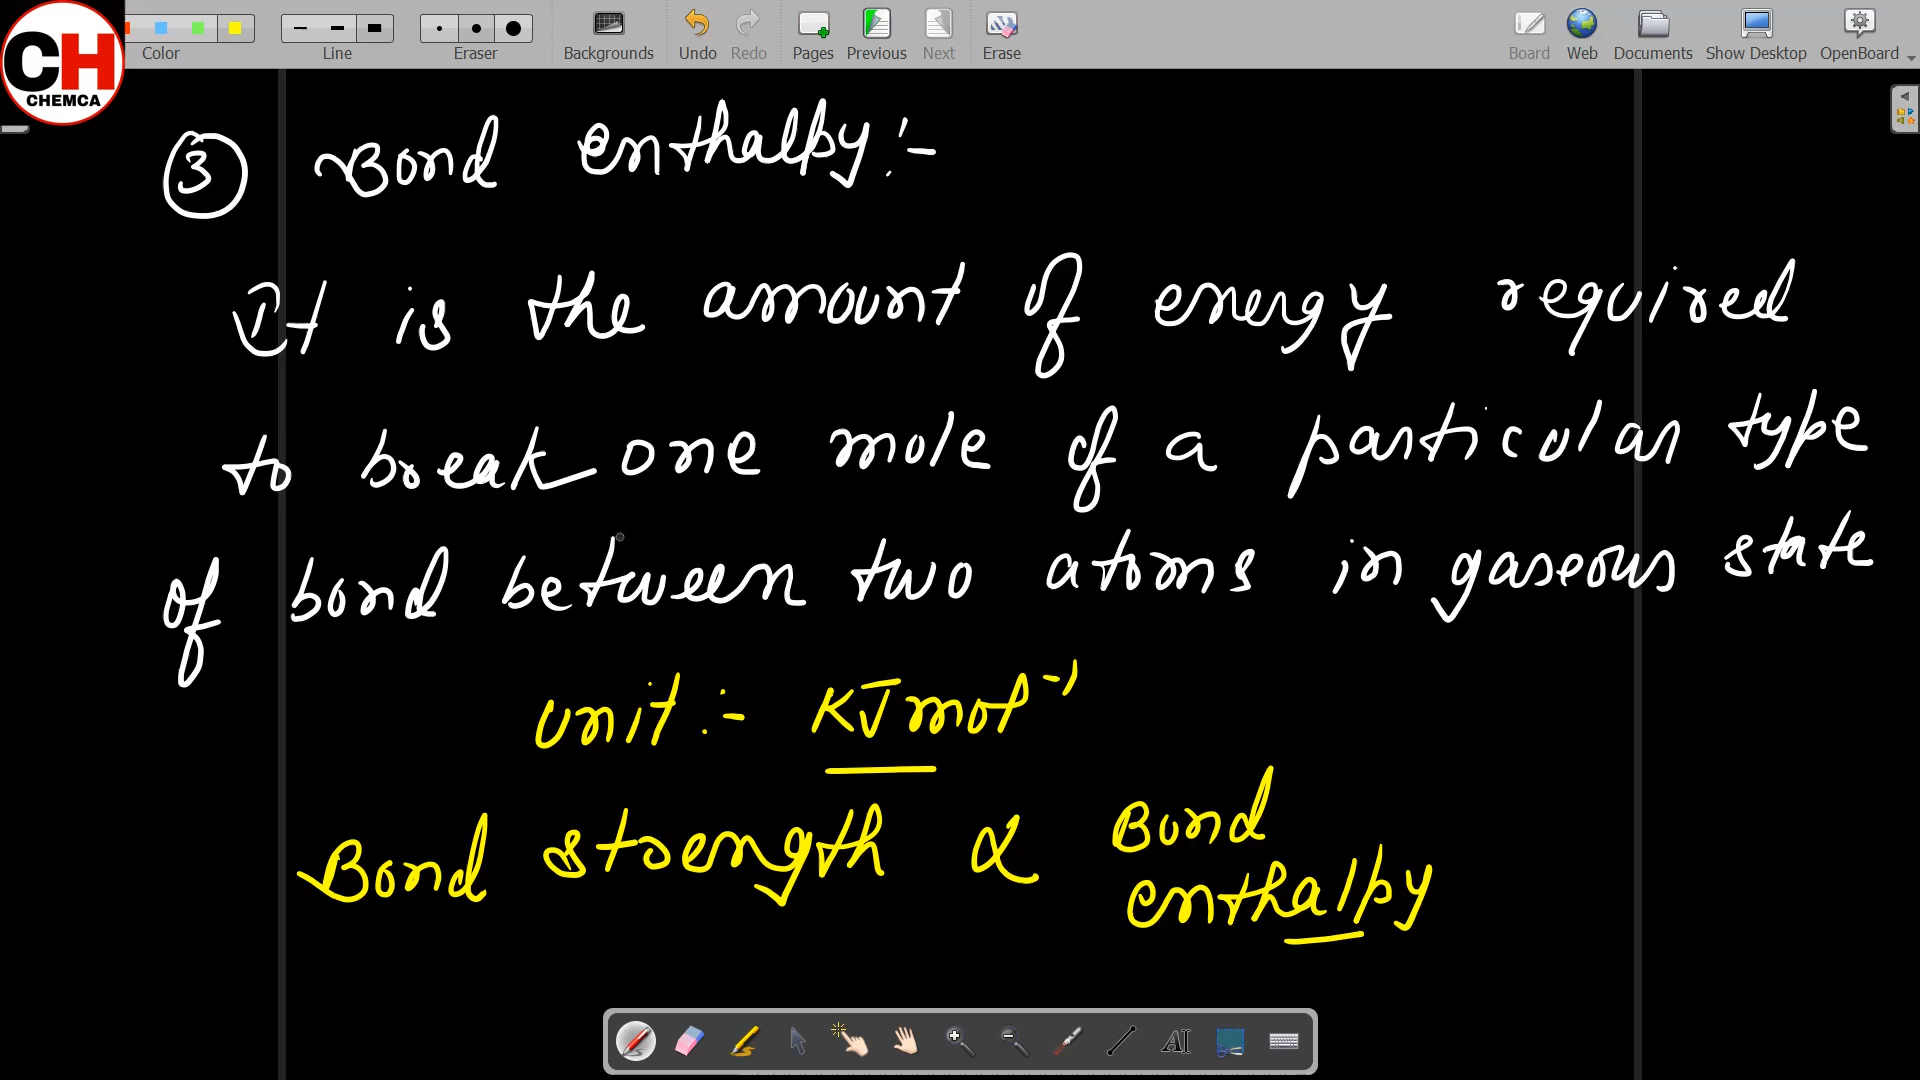 CH
CHEMCA
Color
Line
Eraser
Backgrounds
Undo
Redo
Pages
Previous
Next
Erase
Board
Web
Documents
Show Desktop
OpenBoard
③ Bond enthalpy:-
It is the amount of energy required
to break one mole of a particular type
of bond between two atoms in gaseous state
unit :- KJmol⁻¹
Bond strength α Bond
enthalpy
AI